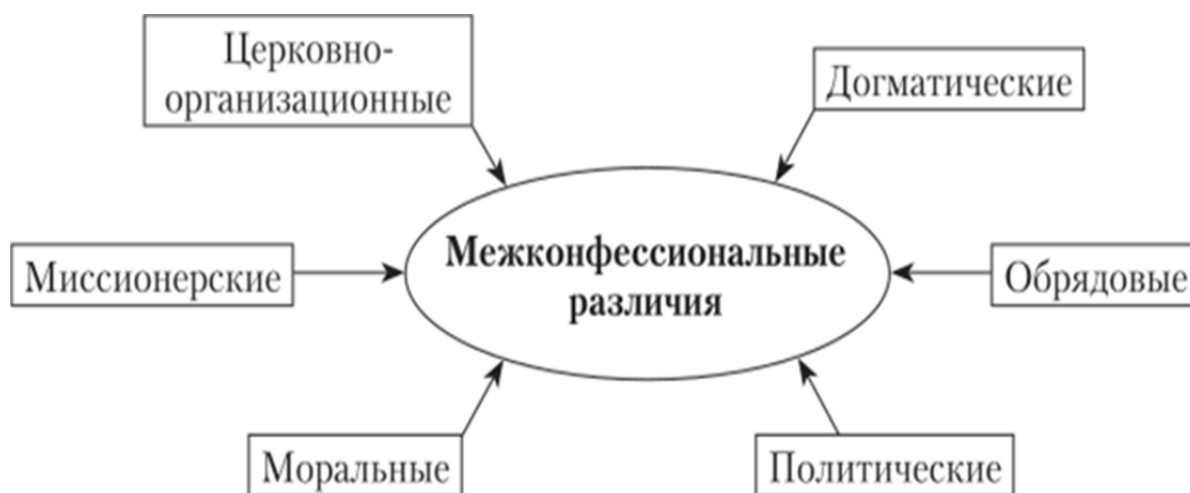 Церковно-
организационные
Догматические
Межконфессиональные
различия
Миссионерские
Обрядовые
Моральные
Политические